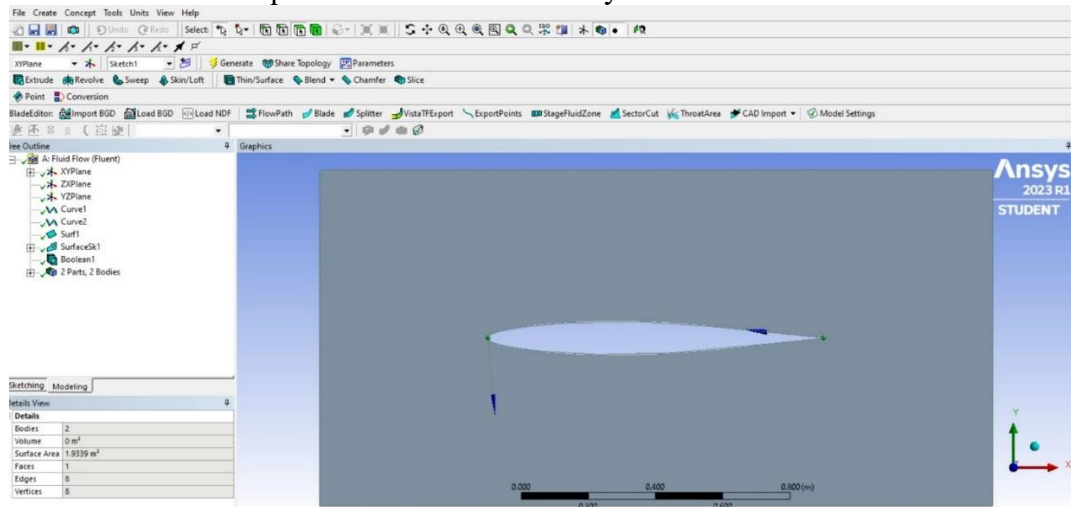 File Create Concept Tools Units View Help
Undo Redo Select:
XYPlane Sketch1 Generate Share Topology Parameters
Extrude Revolve Sweep Skin/Loft Thin/Surface Blend Chamfer Slice
Point Conversion
BladeEditor: Import BGD Load BGD Load NDF FlowPath Blade Splitter VistaTFExport ExportPoints StageFluidZone SectorCut ThroatArea CAD Import Model Settings
ree Outline
Graphics
A: Fluid Flow (Fluent)
XYPlane
ZXPlane
YZPlane
Curve1
Curve2
Surf1
SurfaceSk1
Boolean1
2 Parts, 2 Bodies
Ansys
2023 R1
STUDENT
Sketching Modeling
Details View
Details
Bodies 2
Volume 0 m³
Surface Area 1.9339 m²
Faces 1
Edges 8
Vertices 8
0.000 0.400 0.800 (m)
Y
X